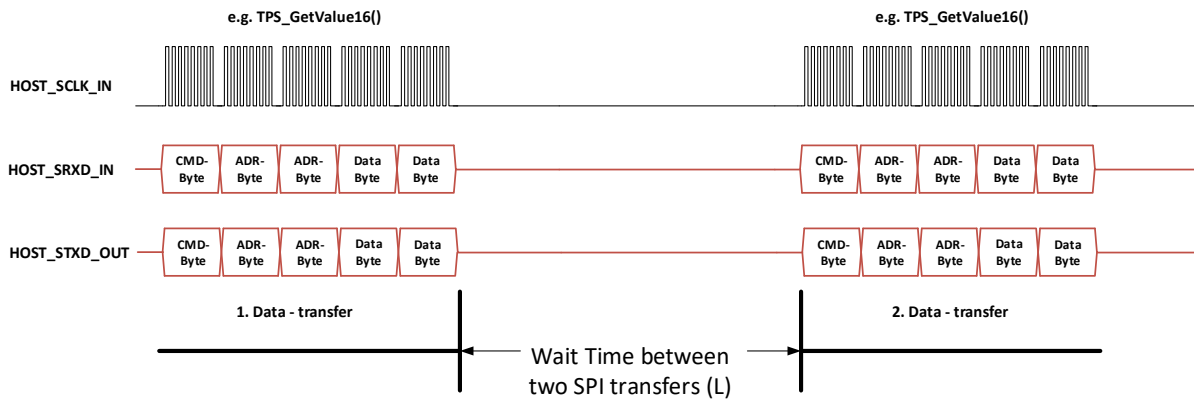 e.g. TPS_GetValue16() e.g. TPS_GetValue16()
HOST_SCLK_IN
HOST_SRXD_IN CMD- ADR- ADR- Data Data CMD- ADR- ADR- Data Data
Byte Byte Byte Byte Byte Byte Byte Byte Byte Byte
HOST_STXD_OUT CMD- ADR- ADR- Data Data CMD- ADR- ADR- Data Data
Byte Byte Byte Byte Byte Byte Byte Byte Byte Byte
1. Data - transfer 2. Data - transfer
Wait Time between
two SPI transfers (L)